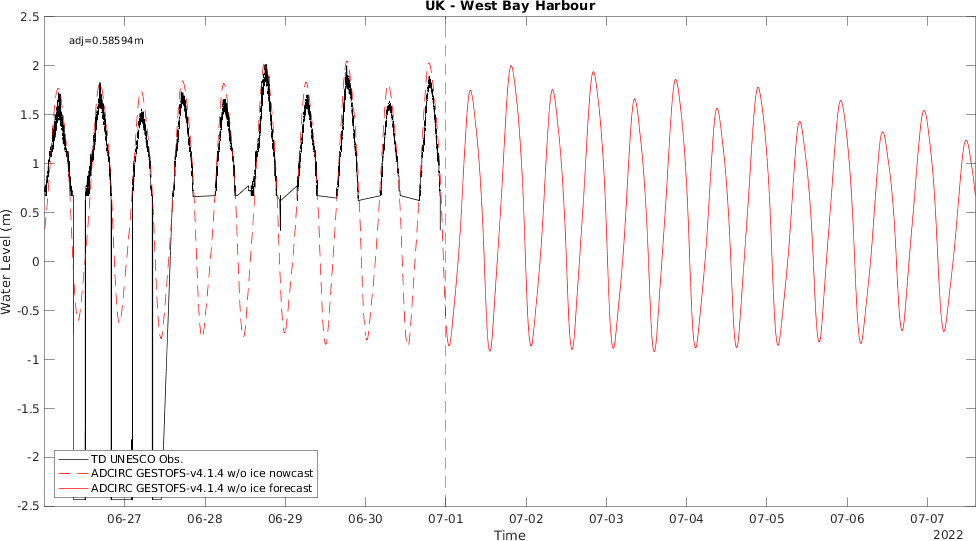 UK - West Bay Harbour
adj=0.58594m
2.5
2
1.5
1
0.5
0
-0.5
-1
-1.5
-2
-2.5
Water Level (m)
TD UNESCO Obs.
ADCIRC GESTOFS-v4.1.4 w/o ice nowcast
ADCIRC GESTOFS-v4.1.4 w/o ice forecast
06-27 06-28 06-29 06-30 07-01 07-02 07-03 07-04 07-05 07-06 07-07
Time
2022